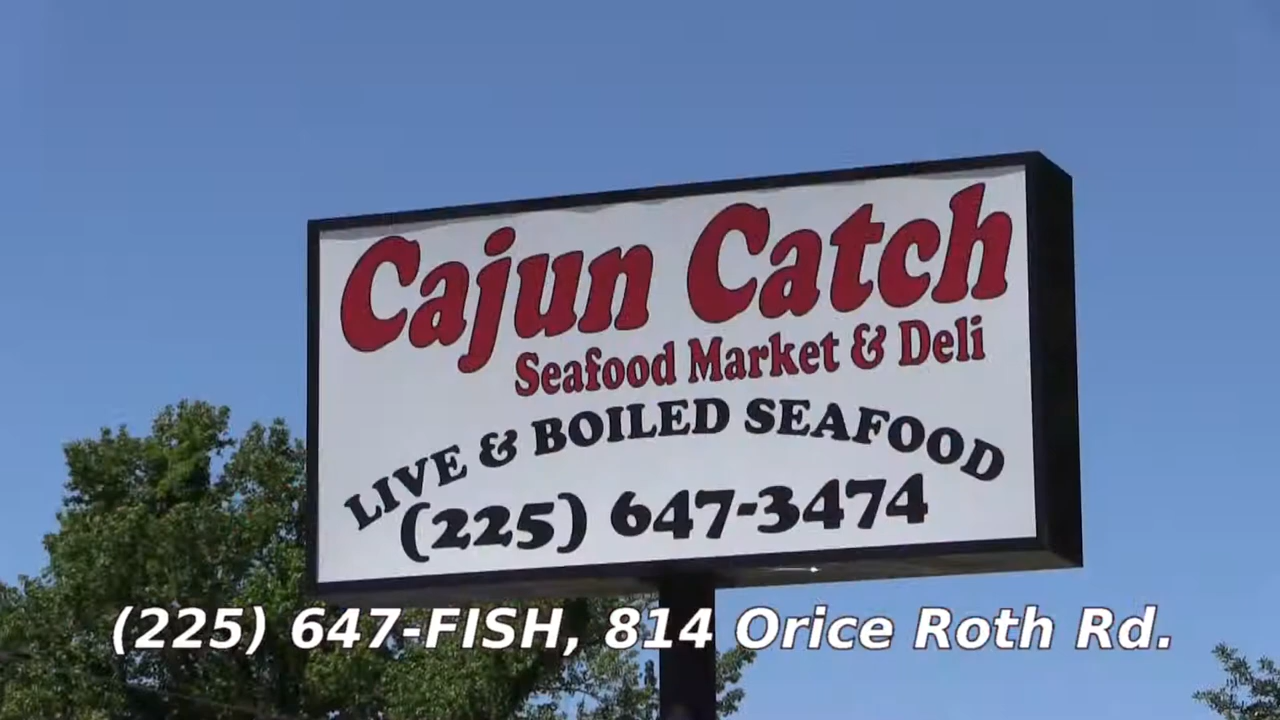 Cajun Catch
Seafood Market & Deli
LIVE & BOILED SEAFOOD
(225) 647-3474
(225) 647-FISH, 814 Orice Roth Rd.